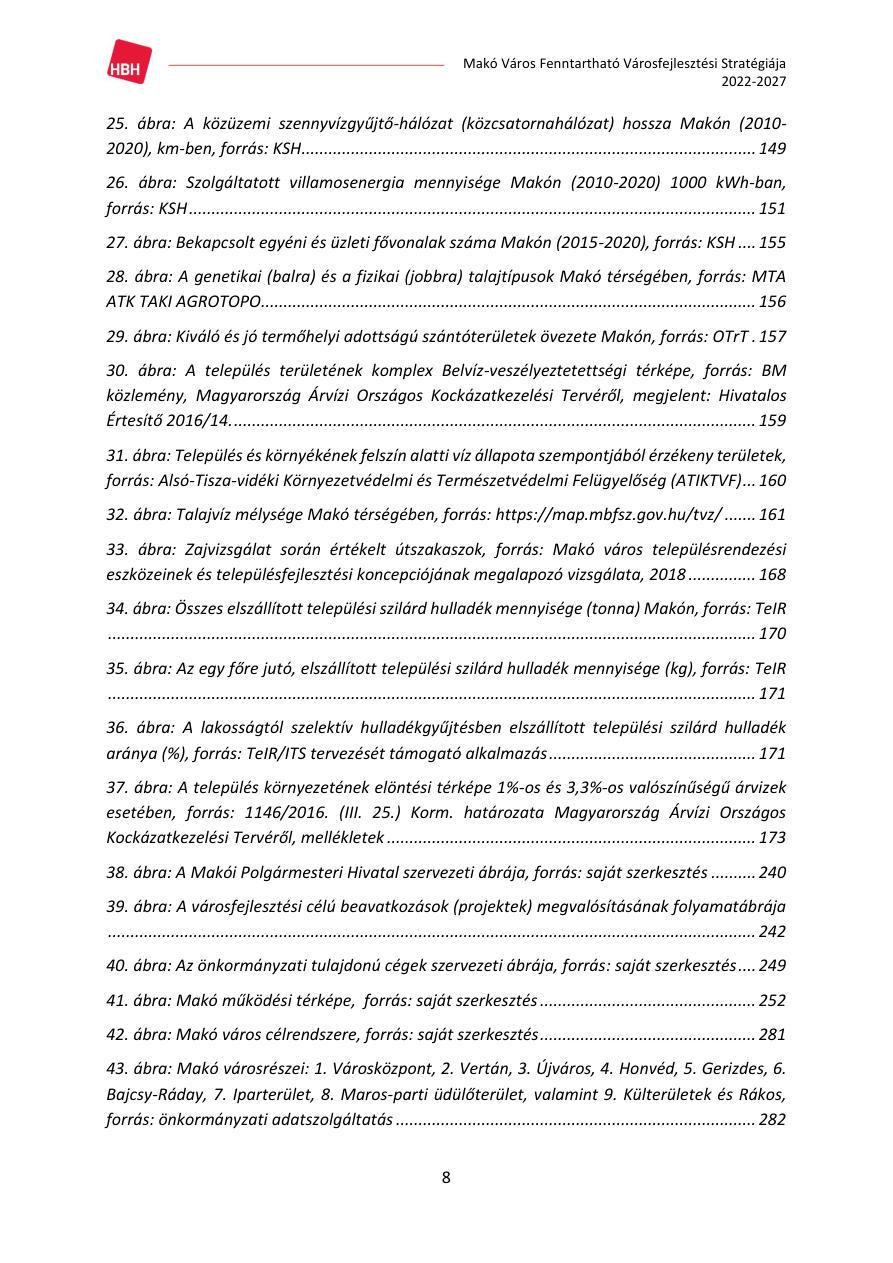 HBH
Makó Város Fenntartható Városfejlesztési Stratégiája
2022-2027
25. ábra: A közüzemi szennyvízgyűjtő-hálózat (közcsatornahálózat) hossza Makón (2010-
2020), km-ben, forrás: KSH.................................................................................................... 149
26. ábra: Szolgáltatott villamosenergia mennyisége Makón (2010-2020) 1000 kWh-ban,
forrás: KSH ............................................................................................................................. 151
27. ábra: Bekapcsolt egyéni és üzleti fővonalak száma Makón (2015-2020), forrás: KSH .... 155
28. ábra: A genetikai (balra) és a fizikai (jobbra) talajtípusok Makó térségében, forrás: MTA
ATK TAKI AGROTOPO............................................................................................................. 156
29. ábra: Kiváló és jó termőhelyi adottságú szántóterületek övezete Makón, forrás: OTrT . 157
30. ábra: A település területének komplex Belvíz-veszélyeztetettségi térképe, forrás: BM
közlemény, Magyarország Árvízi Országos Kockázatkezelési Tervéről, megjelent: Hivatalos
Értesítő 2016/14. ................................................................................................................... 159
31. ábra: Település és környékének felszín alatti víz állapota szempontjából érzékeny területek,
forrás: Alsó-Tisza-vidéki Környezetvédelmi és Természetvédelmi Felügyelőség (ATIKTVF)... 160
32. ábra: Talajvíz mélysége Makó térségében, forrás: https://map.mbfsz.gov.hu/tvz/ ....... 161
33. ábra: Zajvizsgálat során értékelt útszakaszok, forrás: Makó város településrendezési
eszközeinek és településfejlesztési koncepciójának megalapozó vizsgálata, 2018 ............... 168
34. ábra: Összes elszállított települési szilárd hulladék mennyisége (tonna) Makón, forrás: TeIR
................................................................................................................................................ 170
35. ábra: Az egy főre jutó, elszállított települési szilárd hulladék mennyisége (kg), forrás: TeIR
................................................................................................................................................ 171
36. ábra: A lakosságtól szelektív hulladékgyűjtésben elszállított települési szilárd hulladék
aránya (%), forrás: TeIR/ITS tervezését támogató alkalmazás .............................................. 171
37. ábra: A település környezetének elöntési térképe 1%-os és 3,3%-os valószínűségű árvizek
esetében, forrás: 1146/2016. (III. 25.) Korm. határozata Magyarország Árvízi Országos
Kockázatkezelési Tervéről, mellékletek .................................................................................. 173
38. ábra: A Makói Polgármesteri Hivatal szervezeti ábrája, forrás: saját szerkesztés .......... 240
39. ábra: A városfejlesztési célú beavatkozások (projektek) megvalósításának folyamatábrája
................................................................................................................................................ 242
40. ábra: Az önkormányzati tulajdonú cégek szervezeti ábrája, forrás: saját szerkesztés .... 249
41. ábra: Makó működési térképe, forrás: saját szerkesztés ................................................ 252
42. ábra: Makó város célrendszere, forrás: saját szerkesztés ................................................ 281
43. ábra: Makó városrészei: 1. Városközpont, 2. Vertán, 3. Újváros, 4. Honvéd, 5. Gerizdes, 6.
Bajcsy-Ráday, 7. Iparterület, 8. Maros-parti üdülőterület, valamint 9. Külterületek és Rákos,
forrás: önkormányzati adatszolgáltatás ................................................................................ 282
8